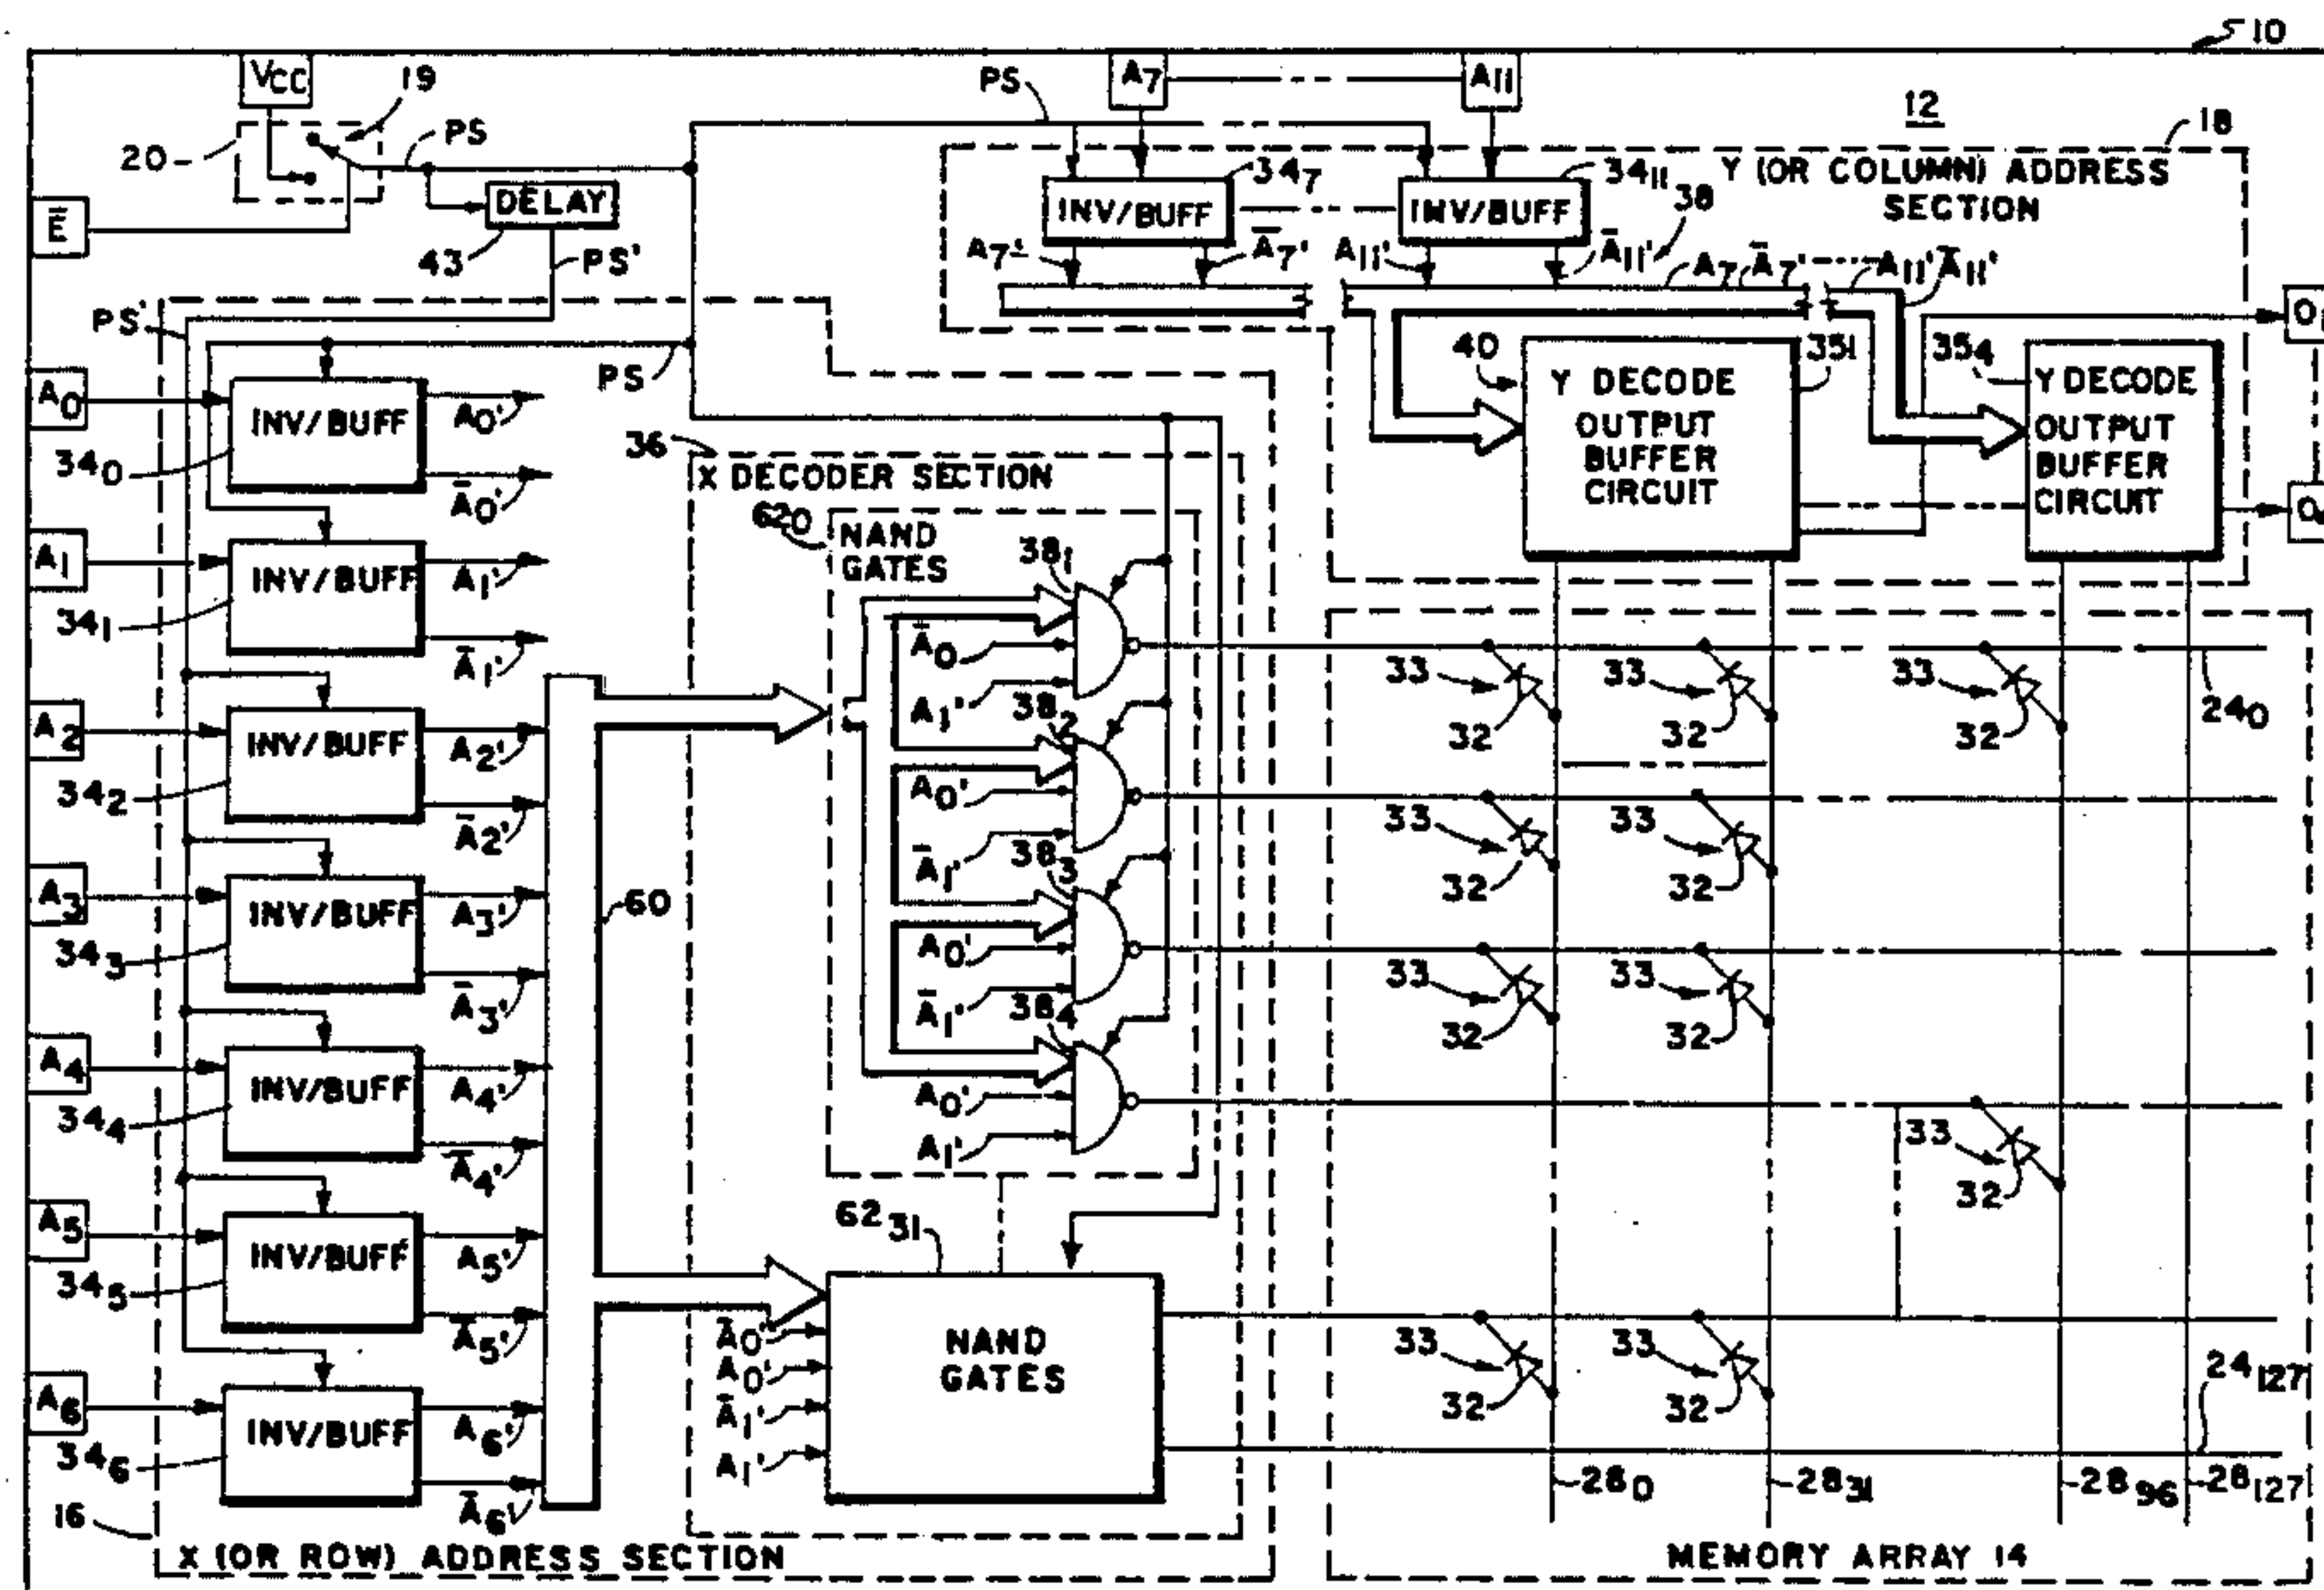 10
VCC
19
PS
20
Ē
DELAY
43
PS'
PS
A7
A11
12
18
Y (OR COLUMN) ADDRESS
SECTION
INV/BUFF
347
INV/BUFF
3411
38
A7'
Ā7'
A11'
Ā11'
A7
Ā7'
A11'
Ā11'
PS'
PS
40
Y DECODE
OUTPUT
BUFFER
CIRCUIT
351
354
Y DECODE
OUTPUT
BUFFER
CIRCUIT
A0
INV/BUFF
340
A0'
Ā0'
A1
INV/BUFF
341
A1'
Ā1'
A2
INV/BUFF
342
A2'
Ā2'
A3
INV/BUFF
343
A3'
Ā3'
A4
INV/BUFF
344
A4'
Ā4'
A5
INV/BUFF
345
A5'
Ā5'
A6
INV/BUFF
346
A6'
Ā6'
16
X (OR ROW) ADDRESS SECTION
60
36
X DECODER SECTION
620
NAND
GATES
381
Ā0
A1'
382
A0'
Ā1'
383
A0'
Ā1'
384
A0'
A1'
6231
NAND
GATES
Ā0'
A0'
Ā1'
A1'
33
32
33
32
33
32
240
33
32
33
32
33
32
33
32
33
32
33
32
33
32
24127
280
2831
2896
28127
MEMORY ARRAY 14